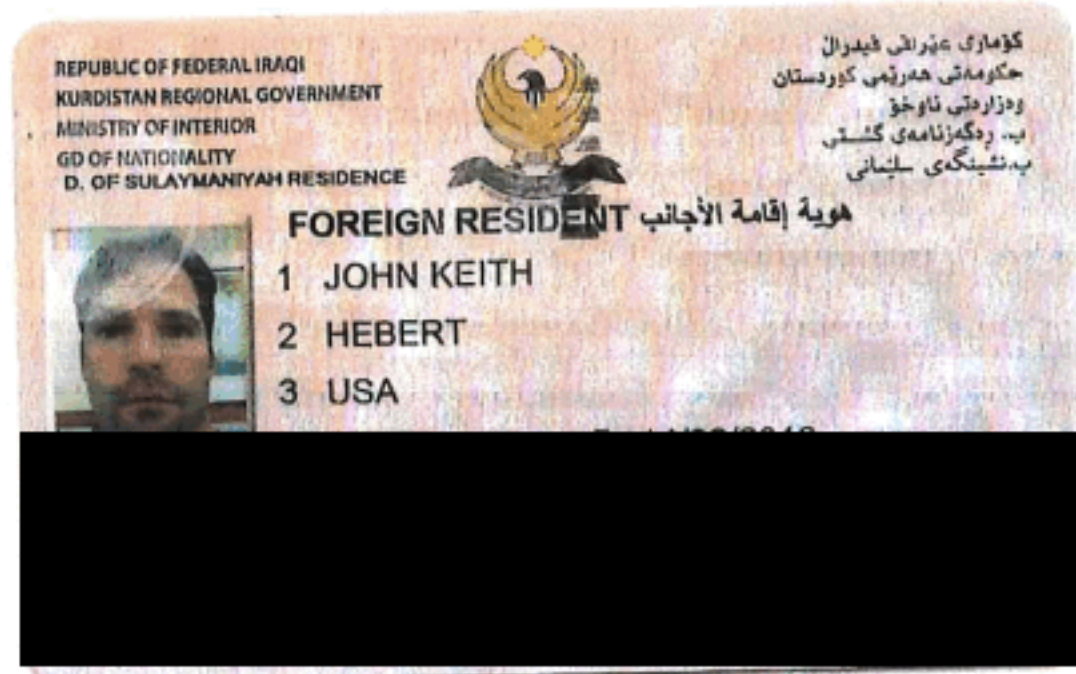 REPUBLIC OF FEDERAL IRAQI
KURDISTAN REGIONAL GOVERNMENT
MINISTRY OF INTERIOR
GD OF NATIONALITY
D. OF SULAYMANIYAH RESIDENCE
كۆماری عێراقی فیدراڵ
حکومەتی هەرێمی کوردستان
وەزارەتی ناوخۆ
ب. ڕەگەزنامەی گشتی
ب.نشینگەی سلێمانی
FOREIGN RESIDENT هوية إقامة الأجانب
1 JOHN KEITH
2 HEBERT
3 USA